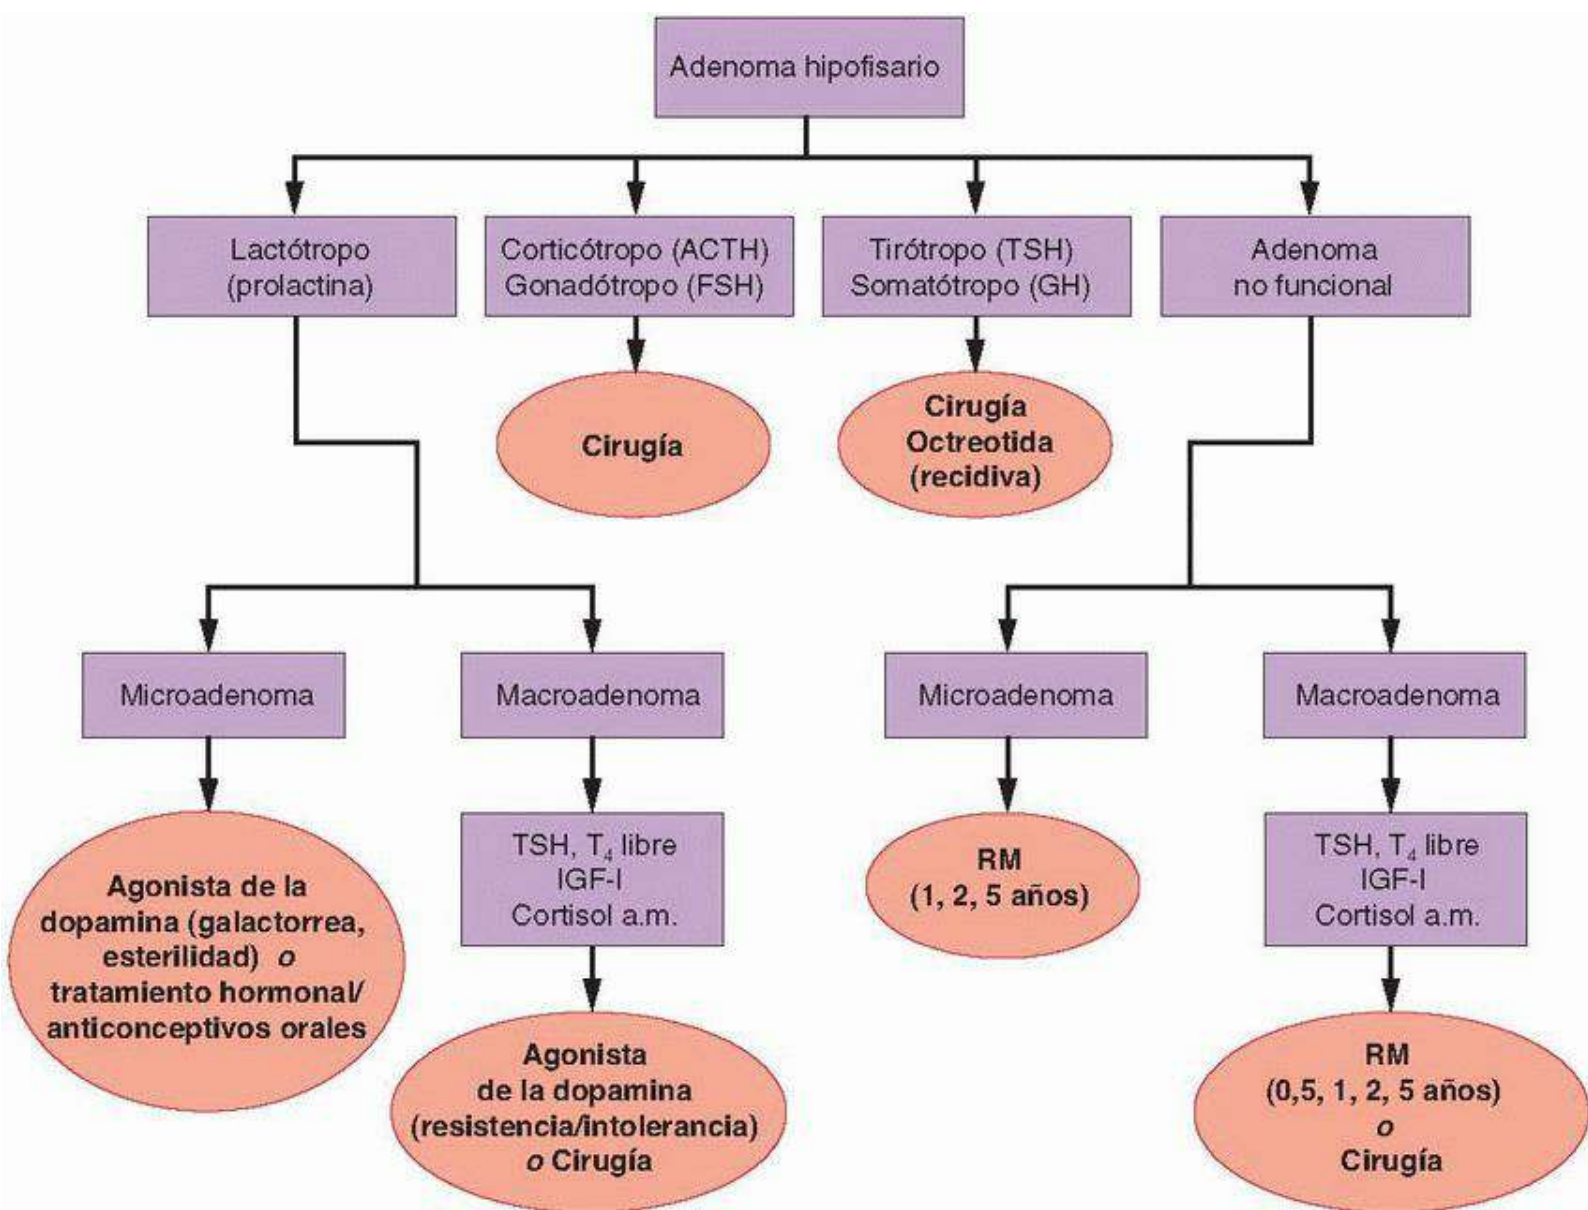 Adenoma hipofisario
Lactótropo
(prolactina)
Corticótropo (ACTH)
Gonadótropo (FSH)
Tirótropo (TSH)
Somatótropo (GH)
Adenoma
no funcional
Cirugía
Cirugía
Octreotida
(recidiva)
Microadenoma
Macroadenoma
Microadenoma
Macroadenoma
Agonista de la
dopamina (galactorrea,
esterilidad) o
tratamiento hormonal/
anticonceptivos orales
TSH, T₄ libre
IGF-I
Cortisol a.m.
RM
(1, 2, 5 años)
TSH, T₄ libre
IGF-I
Cortisol a.m.
Agonista
de la dopamina
(resistencia/intolerancia)
o Cirugía
RM
(0,5, 1, 2, 5 años)
o
Cirugía